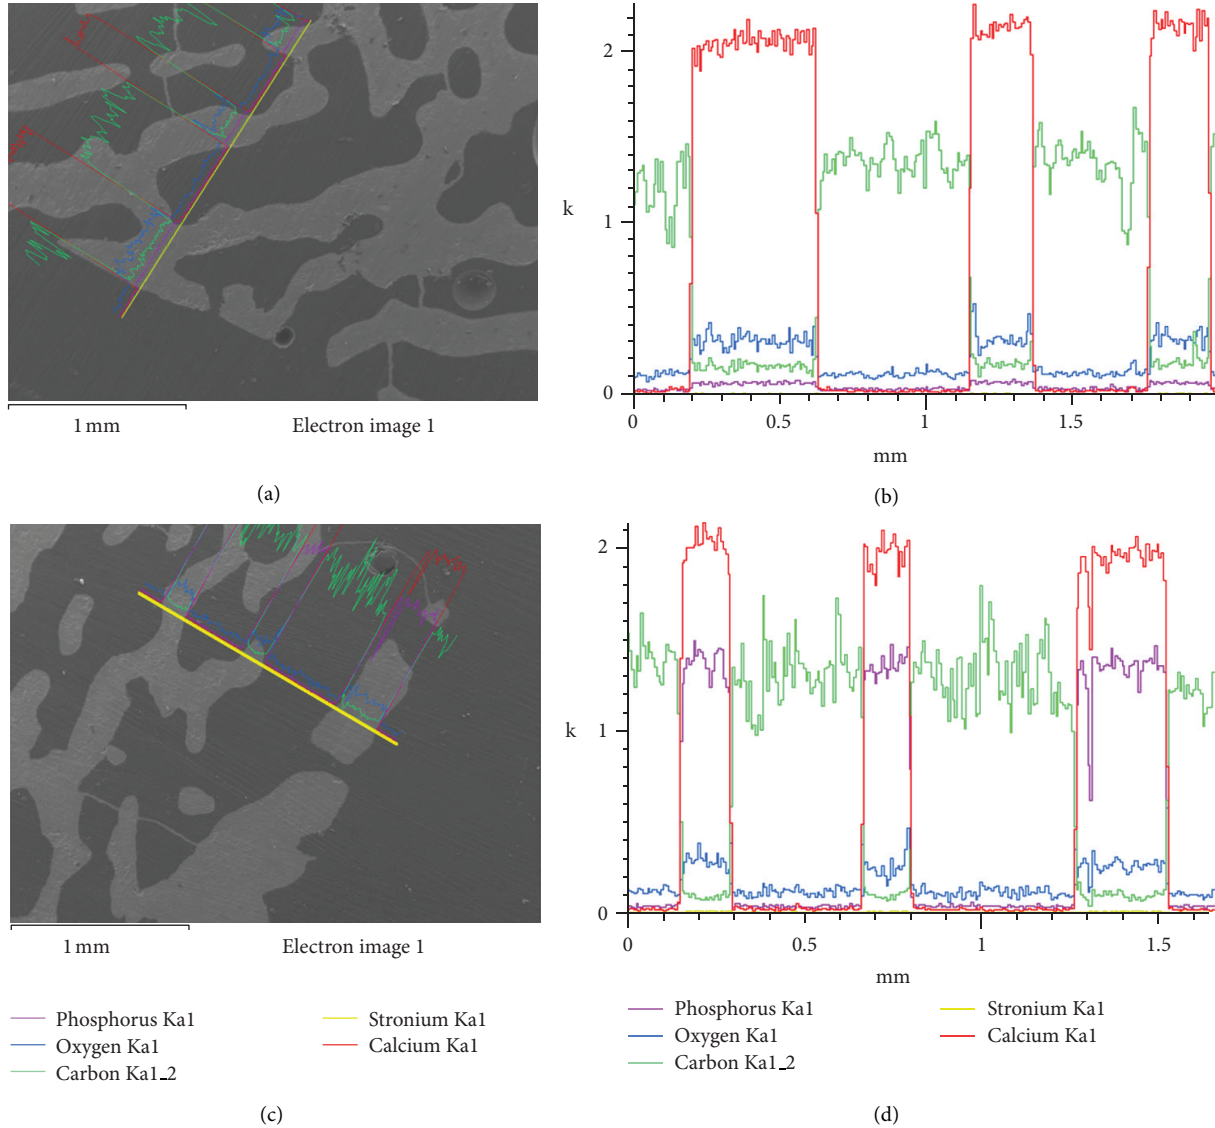 2
1
0
k
0
0.5
1
1.5
mm
1 mm
Electron image 1
(a)
(b)
2
1
0
k
0
0.5
1
1.5
mm
1 mm
Electron image 1
Phosphorus Ka1
Stronium Ka1
Oxygen Ka1
Calcium Ka1
Carbon Ka1_2
Phosphorus Ka1
Stronium Ka1
Oxygen Ka1
Calcium Ka1
Carbon Ka1_2
(c)
(d)